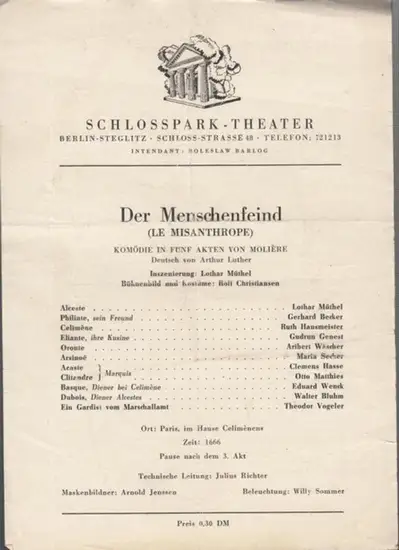 SCHLOSSPARK-THEATER
BERLIN-STEGLITZ · SCHLOSS-STRASSE 48 · TELEFON: 721213
INTENDANT: BOLESLAW BARLOG
Der Menschenfeind
(LE MISANTHROPE)
KOMÖDIE IN FÜNF AKTEN VON MOLIÈRE
Deutsch von Arthur Luther
Inszenierung: Lothar Müthel
Bühnenbild und Kostüme: Rolf Christiansen
Alceste . . . . . Lothar Müthel
Philinte, sein Freund . . . . . Gerhard Becker
Celimène . . . . . Ruth Hausmeister
Eliante, ihre Kusine . . . . . Gudrun Genest
Oronte . . . . . Aribert Wäscher
Arsinoë . . . . . Maria
Acaste } Marquis . . . . . Clemens Hasse
Clitendre } . . . . . Otto Matthies
Basque, Diener bei Celimène . . . . . Eduard Wenck
Dubois, Diener Alcestes . . . . . Walter Bluhm
Ein Gardist vom Marschallamt . . . . . Theodor Vogeler
Ort: Paris, im Hause Celimènens
Zeit: 1666
Pause nach dem 3. Akt
Technische Leitung: Julius Richter
Maskenbildner: Arnold Jenssen Beleuchtung: Willy Sommer
Preis 0,30 DM